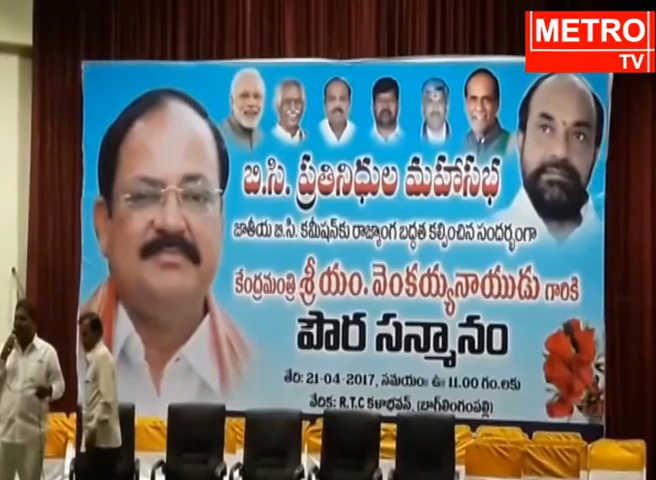 METRO
TV
బి.సి. ప్రతినిధుల మహాసభ
జాతీయ బి.సి. కమీషన్‌కు రాజ్యాంగ బద్ధత కల్పించిన సందర్భంగా
కేంద్రమంత్రి శ్రీ యం. వెంకయ్యనాయుడు గారికి
పౌర సన్మానం
తేది: 21-04-2017, సమయం॥ ఉ॥ 11.00 గం.లకు
వేదిక : R.T.C కళాభవన్, (బాగ్‌లింగంపల్లి)